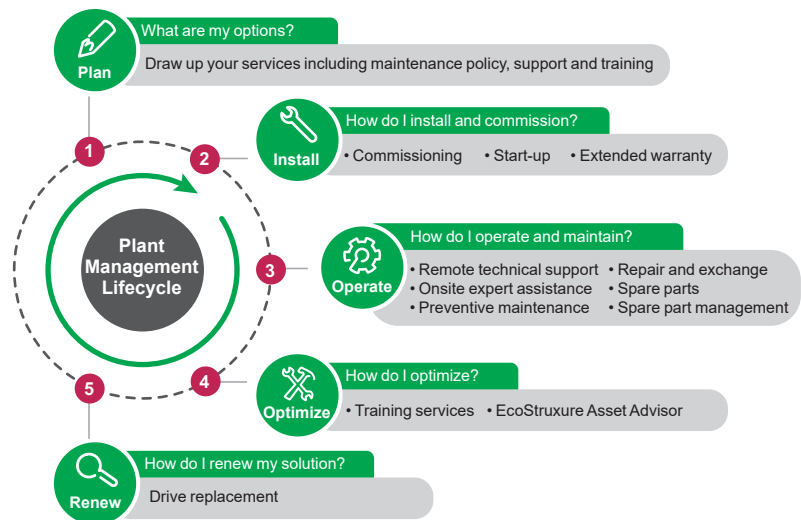 What are my options?
Plan
Draw up your services including maintenance policy, support and training
1
2
How do I install and commission?
Install
• Commissioning • Start-up • Extended warranty
Plant
Management
Lifecycle
3
How do I operate and maintain?
Operate
• Remote technical support • Repair and exchange
• Onsite expert assistance • Spare parts
• Preventive maintenance • Spare part management
4
How do I optimize?
Optimize
• Training services • EcoStruxure Asset Advisor
5
How do I renew my solution?
Renew
Drive replacement